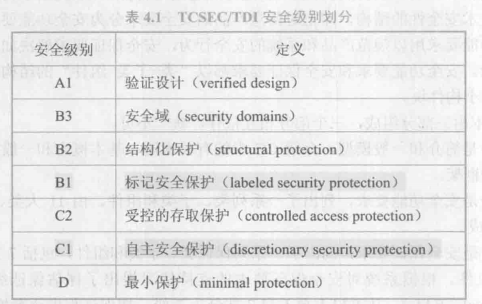 表 4.1 TCSEC/TDI 安全级别划分
安全级别 定义
A1 验证设计（verified design）
B3 安全域（security domains）
B2 结构化保护（structural protection）
B1 标记安全保护（labeled security protection）
C2 受控的存取保护（controlled access protection）
C1 自主安全保护（discretionary security protection）
D 最小保护（minimal protection）